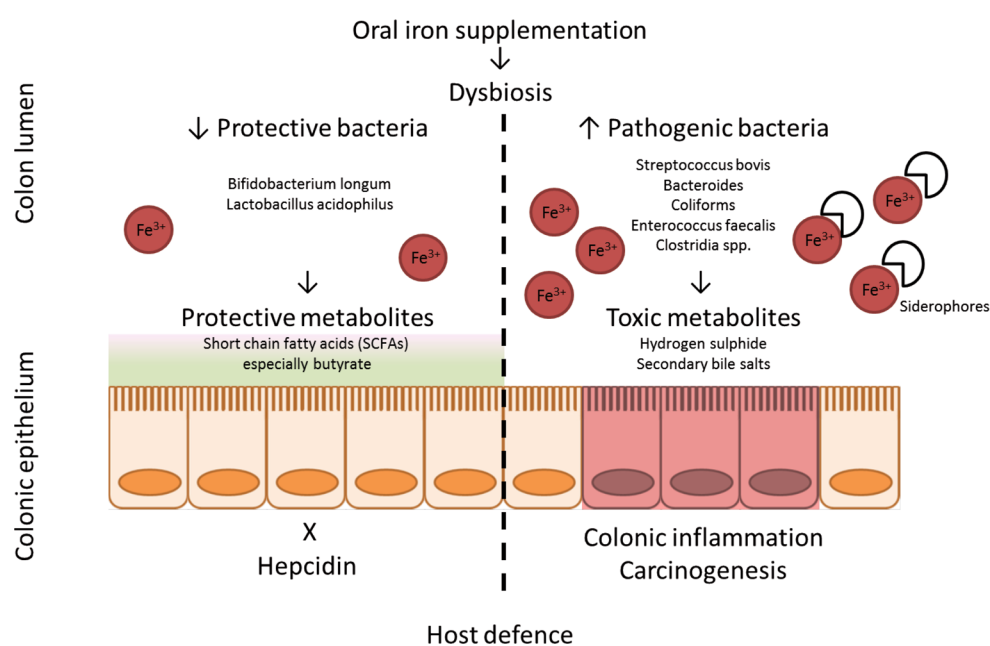 Oral iron supplementation
↓
Dysbiosis
Colon lumen
↓ Protective bacteria
Bifidobacterium longum
Lactobacillus acidophilus
Fe³⁺
Fe³⁺
↓
Protective metabolites
Short chain fatty acids (SCFAs)
especially butyrate
↑ Pathogenic bacteria
Streptococcus bovis
Bacteroides
Coliforms
Enterococcus faecalis
Clostridia spp.
Fe³⁺
Fe³⁺
Fe³⁺
Fe³⁺
Fe³⁺
Fe³⁺
Siderophores
↓
Toxic metabolites
Hydrogen sulphide
Secondary bile salts
Colonic epithelium
X
Hepcidin
Colonic inflammation
Carcinogenesis
Host defence